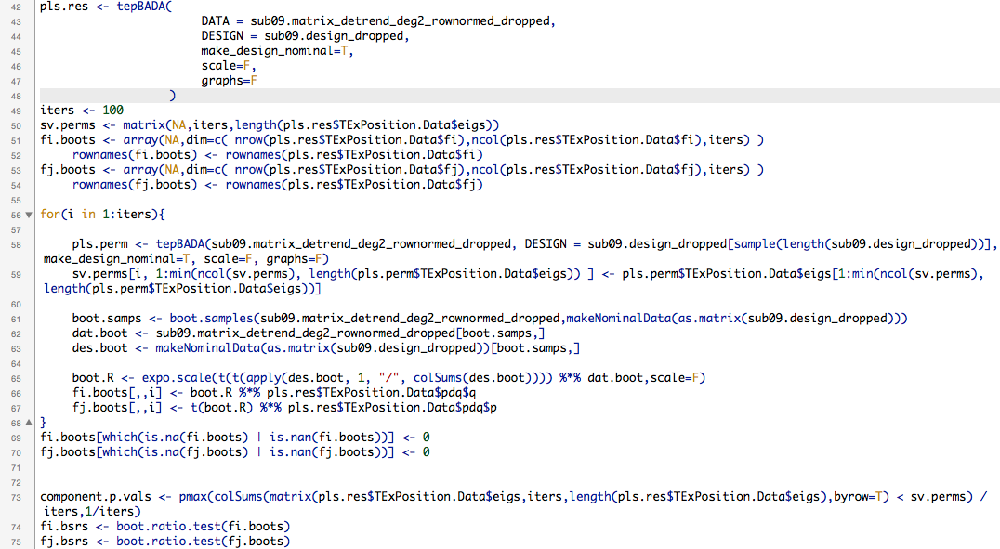 42 pls.res <- tepBADA(
43 DATA = sub09.matrix_detrend_deg2_rownormed_dropped,
44 DESIGN = sub09.design_dropped,
45 make_design_nominal=T,
46 scale=F,
47 graphs=F
48 )
49 iters <- 100
50 sv.perms <- matrix(NA,iters,length(pls.res$TExPosition.Data$eigs))
51 fi.boots <- array(NA,dim=c( nrow(pls.res$TExPosition.Data$fi),ncol(pls.res$TExPosition.Data$fi),iters) )
52 rownames(fi.boots) <- rownames(pls.res$TExPosition.Data$fi)
53 fj.boots <- array(NA,dim=c( nrow(pls.res$TExPosition.Data$fj),ncol(pls.res$TExPosition.Data$fj),iters) )
54 rownames(fj.boots) <- rownames(pls.res$TExPosition.Data$fj)
55
56 for(i in 1:iters){
57
58 pls.perm <- tepBADA(sub09.matrix_detrend_deg2_rownormed_dropped, DESIGN = sub09.design_dropped[sample(length(sub09.design_dropped))],
make_design_nominal=T, scale=F, graphs=F)
59 sv.perms[i, 1:min(ncol(sv.perms), length(pls.perm$TExPosition.Data$eigs)) ] <- pls.perm$TExPosition.Data$eigs[1:min(ncol(sv.perms),
length(pls.perm$TExPosition.Data$eigs))]
60
61 boot.samps <- boot.samples(sub09.matrix_detrend_deg2_rownormed_dropped,makeNominalData(as.matrix(sub09.design_dropped)))
62 dat.boot <- sub09.matrix_detrend_deg2_rownormed_dropped[boot.samps,]
63 des.boot <- makeNominalData(as.matrix(sub09.design_dropped))[boot.samps,]
64
65 boot.R <- expo.scale(t(t(apply(des.boot, 1, "/", colSums(des.boot)))) %*% dat.boot,scale=F)
66 fi.boots[,,i] <- boot.R %*% pls.res$TExPosition.Data$pdq$q
67 fj.boots[,,i] <- t(boot.R) %*% pls.res$TExPosition.Data$pdq$p
68 }
69 fi.boots[which(is.na(fi.boots) | is.nan(fi.boots))] <- 0
70 fj.boots[which(is.na(fj.boots) | is.nan(fj.boots))] <- 0
71
72
73 component.p.vals <- pmax(colSums(matrix(pls.res$TExPosition.Data$eigs,iters,length(pls.res$TExPosition.Data$eigs),byrow=T) < sv.perms) /
iters,1/iters)
74 fi.bsrs <- boot.ratio.test(fi.boots)
75 fj.bsrs <- boot.ratio.test(fj.boots)